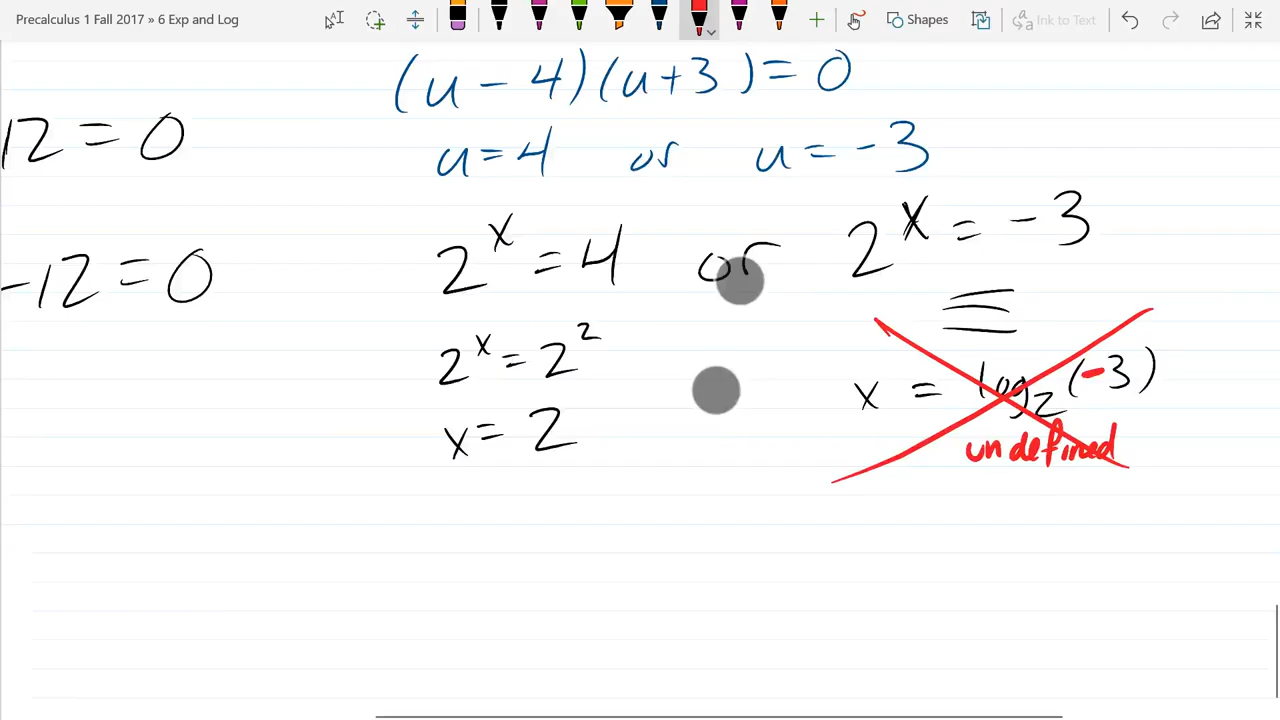 Precalculus 1 Fall 2017 » 6 Exp and Log
Shapes
Ink to Text
(u - 4)(u + 3) = 0
12 = 0
u = 4 or u = -3
2^x = 4 or 2^x = -3
-12 = 0
2^x = 2^2
x = log_2(-3)
x = 2
undefined